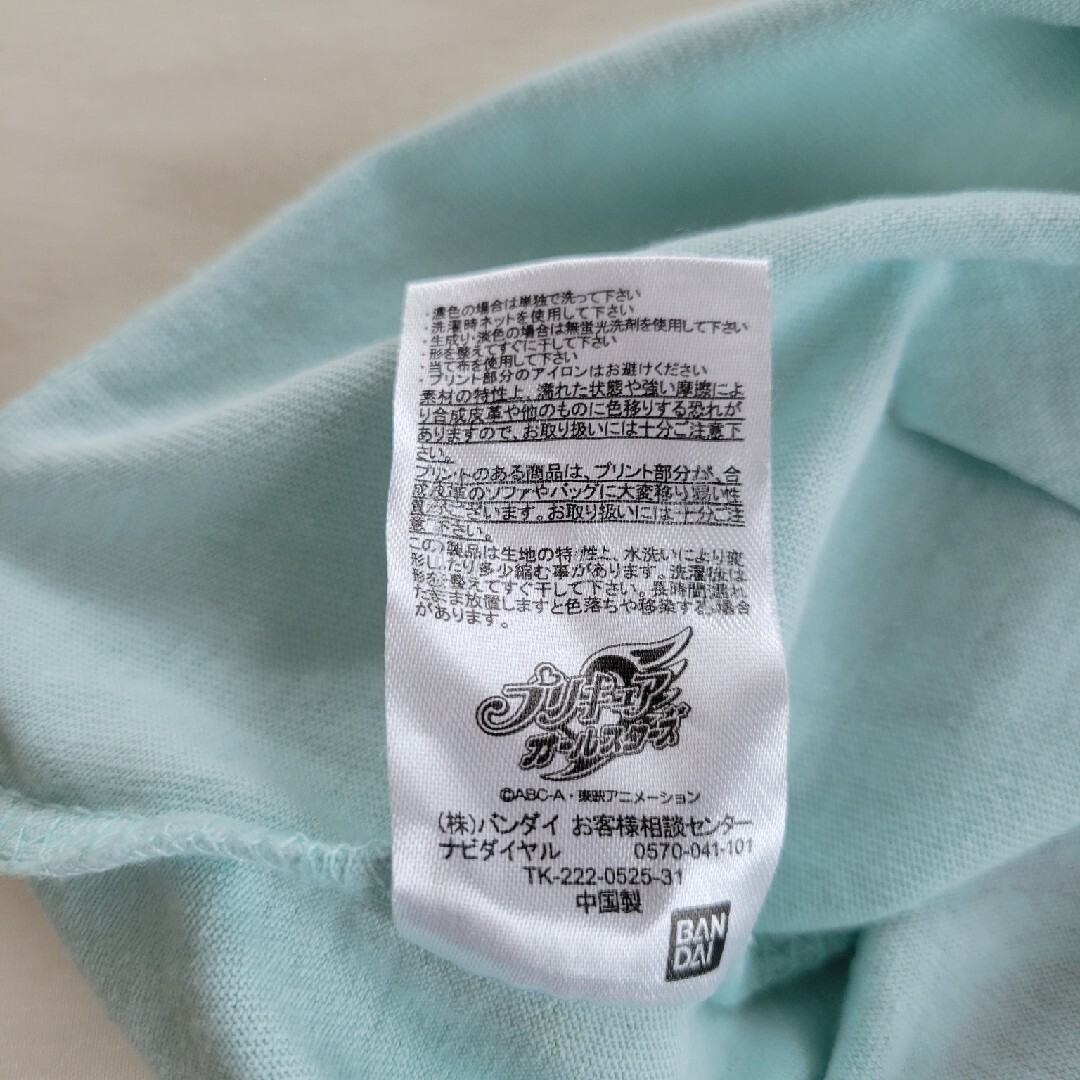 ・濃色の場合は単独で洗って下さい
・洗濯時ネットを使用して下さい
・生成り・淡色の場合は無蛍光洗剤を使用して下さい
・形を整えてすぐに干して下さい
・当て布を使用して下さい
・プリント部分のアイロンはお避けください
素材の特性上、濡れた状態や強い摩擦によ
り合成皮革や他のものに色移りする恐れが
ありますので、お取り扱いには十分ご注意下
さい。
プリントのある商品は、プリント部分が、合
成皮革のソファやバッグに大変移り易い性
質がございます。お取り扱いには十分ご注
意下さい。
この製品は生地の特性上、水洗いにより変
形したり多少縮む事があります。洗濯後は
形を整えてすぐ干して下さい。長時間濡れ
たまま放置しますと色落ちや移染する場合
があります。
プリキュア
オールスターズ
©ABC-A・東映アニメーション
(株)バンダイ お客様相談センター
ナビダイヤル 0570-041-101
TK-222-0525-31
中国製
BAN
DAI